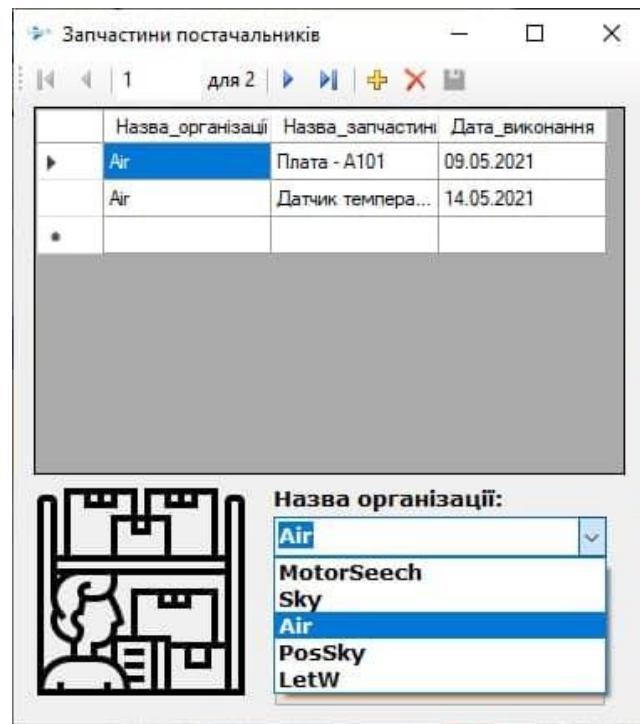 Запчастини постачальників
1 для 2
Назва_організації Назва_запчастини Дата_виконання
Air Плата - A101 09.05.2021
Air Датчик темпера... 14.05.2021
Назва організації:
Air
MotorSeech
Sky
Air
PosSky
LetW